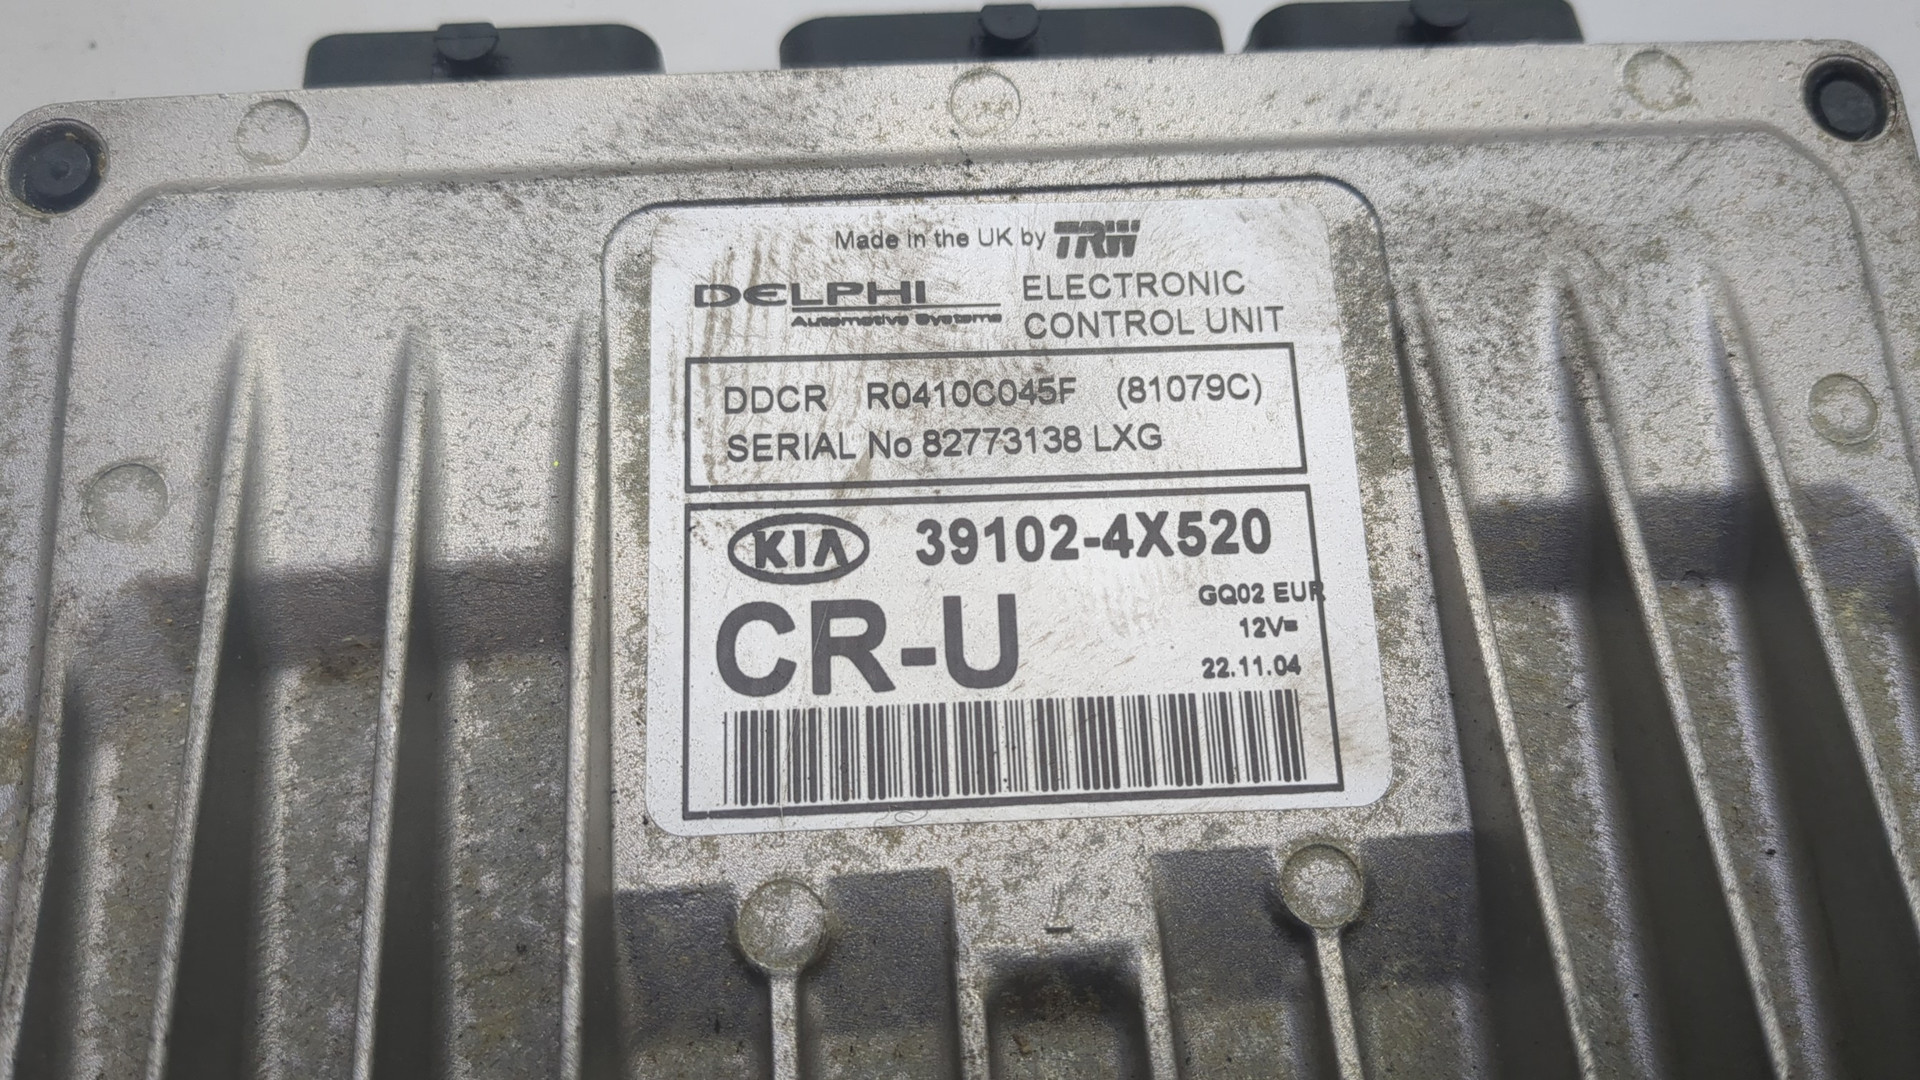 Made in the UK by TRW
DELPHI
Automotive Systems
ELECTRONIC
CONTROL UNIT
DDCR R0410C045F (81079C)
SERIAL No 82773138 LXG
KIA 39102-4X520
GQ02 EUR
CR-U
12V=
22.11.04